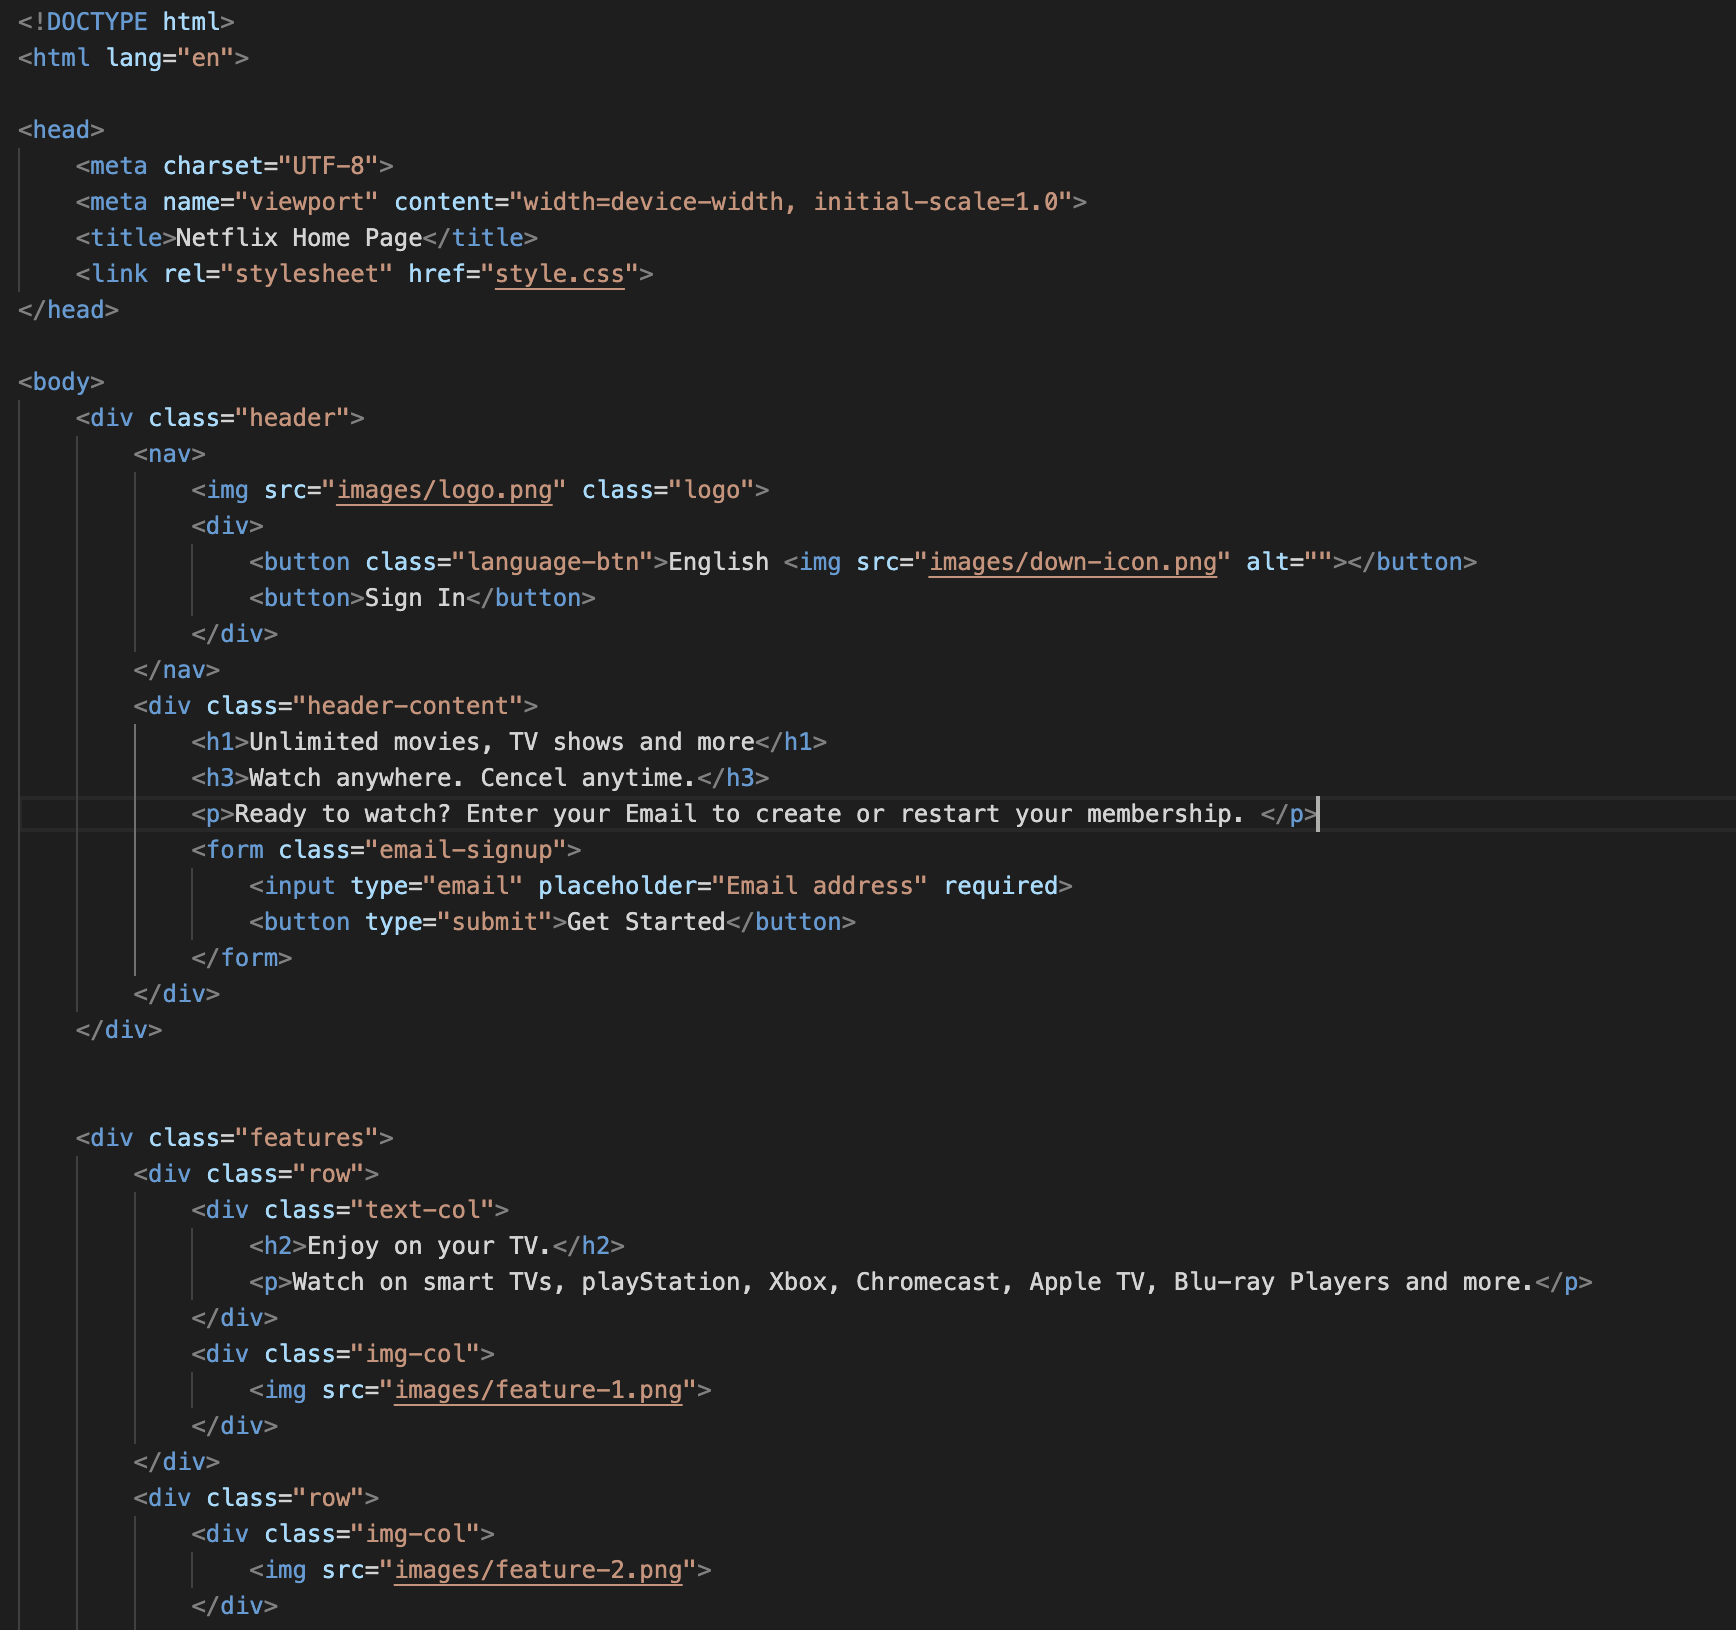 <!DOCTYPE html>
<html lang="en">
<head>
<meta charset="UTF-8">
<meta name="viewport" content="width=device-width, initial-scale=1.0">
<title>Netflix Home Page</title>
<link rel="stylesheet" href="style.css">
</head>
<body>
<div class="header">
<nav>
<img src="images/logo.png" class="logo">
<div>
<button class="language-btn">English <img src="images/down-icon.png" alt=""></button>
<button>Sign In</button>
</div>
</nav>
<div class="header-content">
<h1>Unlimited movies, TV shows and more</h1>
<h3>Watch anywhere. Cencel anytime.</h3>
<p>Ready to watch? Enter your Email to create or restart your membership. </p>
<form class="email-signup">
<input type="email" placeholder="Email address" required>
<button type="submit">Get Started</button>
</form>
</div>
</div>
<div class="features">
<div class="row">
<div class="text-col">
<h2>Enjoy on your TV.</h2>
<p>Watch on smart TVs, playStation, Xbox, Chromecast, Apple TV, Blu-ray Players and more.</p>
</div>
<div class="img-col">
<img src="images/feature-1.png">
</div>
</div>
<div class="row">
<div class="img-col">
<img src="images/feature-2.png">
</div>